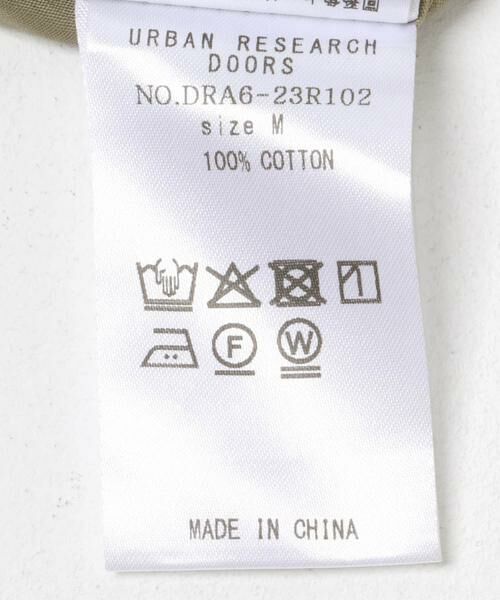 URBAN RESEARCH
DOORS
NO.DRA6-23R102
size M
100% COTTON
F
W
MADE IN CHINA